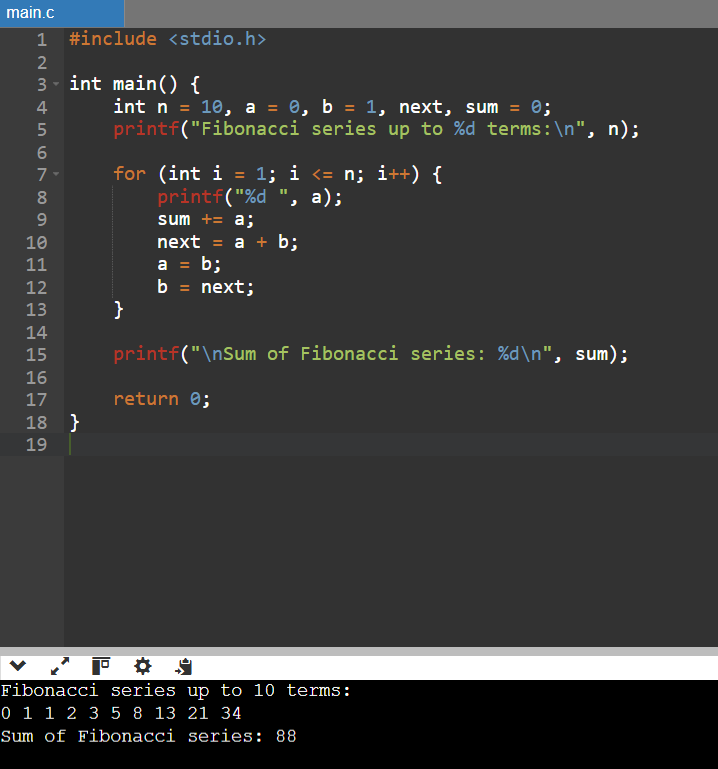 main.c
1 #include <stdio.h>
2
3 int main() {
4     int n = 10, a = 0, b = 1, next, sum = 0;
5     printf("Fibonacci series up to %d terms:\n", n);
6
7     for (int i = 1; i <= n; i++) {
8         printf("%d ", a);
9         sum += a;
10         next = a + b;
11         a = b;
12         b = next;
13     }
14
15     printf("\nSum of Fibonacci series: %d\n", sum);
16
17     return 0;
18 }
19
Fibonacci series up to 10 terms:
0 1 1 2 3 5 8 13 21 34
Sum of Fibonacci series: 88